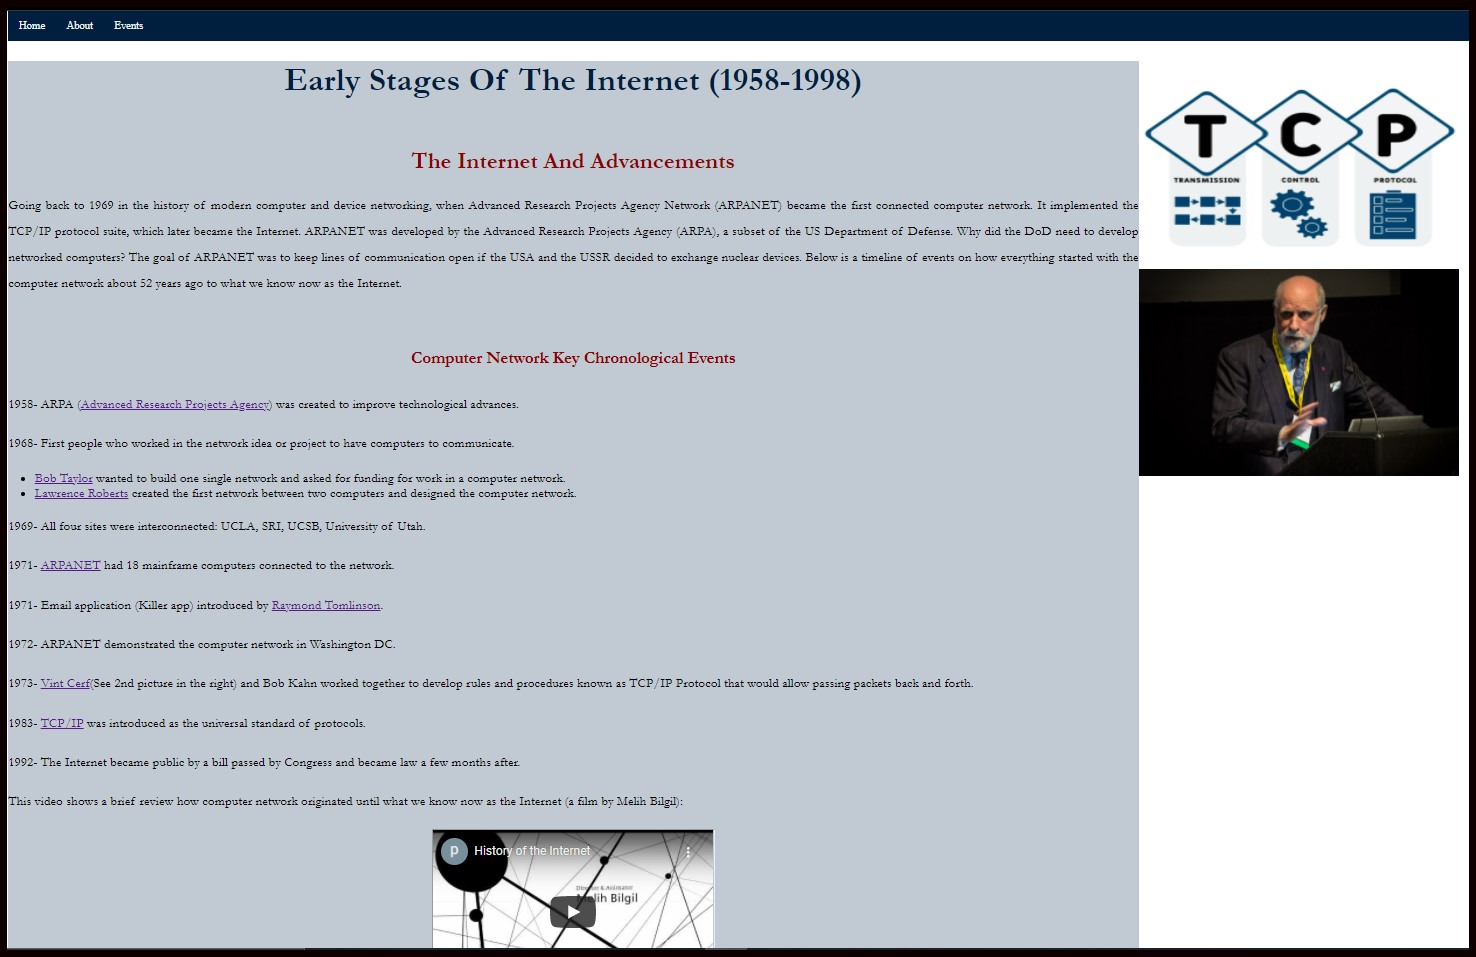 Home About Events
Early Stages Of The Internet (1958-1998)
The Internet And Advancements
Going back to 1969 in the history of modern computer and device networking, when Advanced Research Projects Agency Network (ARPANET) became the first connected computer network. It implemented the
TCP/IP protocol suite, which later became the Internet. ARPANET was developed by the Advanced Research Projects Agency (ARPA), a subset of the US Department of Defense. Why did the DoD need to develop
networked computers? The goal of ARPANET was to keep lines of communication open if the USA and the USSR decided to exchange nuclear devices. Below is a timeline of events on how everything started with the
computer network about 52 years ago to what we know now as the Internet.
Computer Network Key Chronological Events
1958- ARPA (Advanced Research Projects Agency) was created to improve technological advances.
1968- First people who worked in the network idea or project to have computers to communicate.
• Bob Taylor wanted to build one single network and asked for funding for work in a computer network.
• Lawrence Roberts created the first network between two computers and designed the computer network.
1969- All four sites were interconnected: UCLA, SRI, UCSB, University of Utah.
1971- ARPANET had 18 mainframe computers connected to the network.
1971- Email application (Killer app) introduced by Raymond Tomlinson.
1972- ARPANET demonstrated the computer network in Washington DC.
1973- Vint Cerf(See 2nd picture in the right) and Bob Kahn worked together to develop rules and procedures known as TCP/IP Protocol that would allow passing packets back and forth.
1983- TCP/IP was introduced as the universal standard of protocols.
1992- The Internet became public by a bill passed by Congress and became law a few months after.
This video shows a brief review how computer network originated until what we know now as the Internet (a film by Melih Bilgil):
p History of the Internet
Director & Animator
Melih Bilgil
T C P
TRANSMISSION CONTROL PROTOCOL